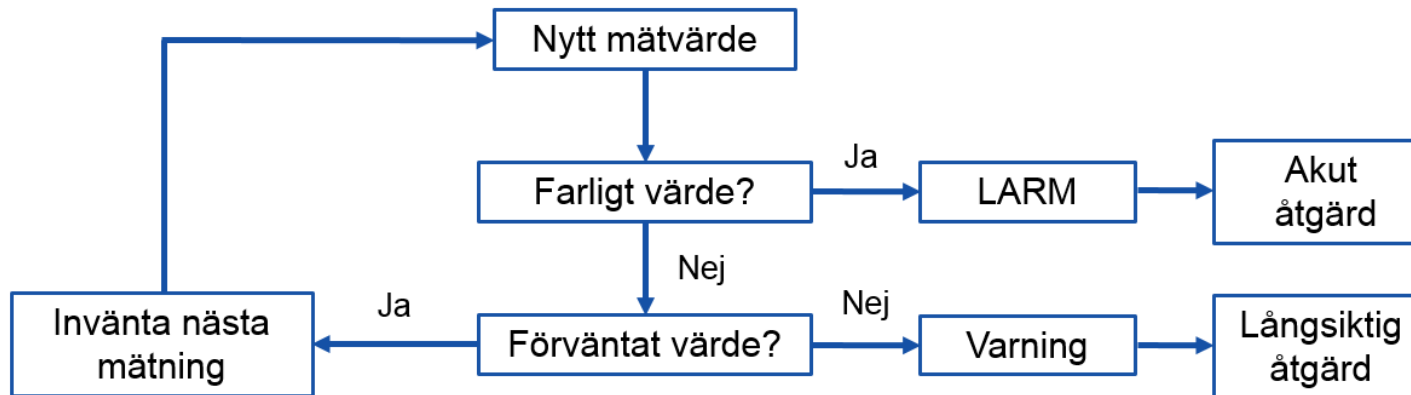 Nytt mätvärde
Farligt värde?
Ja
LARM
Akut
åtgärd
Nej
Invänta nästa
mätning
Ja
Förväntat värde?
Nej
Varning
Långsiktig
åtgärd